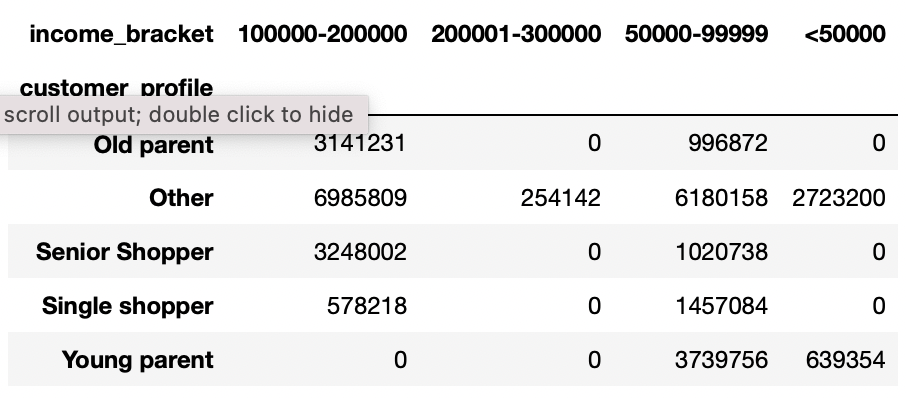 income_bracket 100000-200000 200001-300000 50000-99999 <50000
customer_profile
scroll output; double click to hide
Old parent 3141231 0 996872 0
Other 6985809 254142 6180158 2723200
Senior Shopper 3248002 0 1020738 0
Single shopper 578218 0 1457084 0
Young parent 0 0 3739756 639354